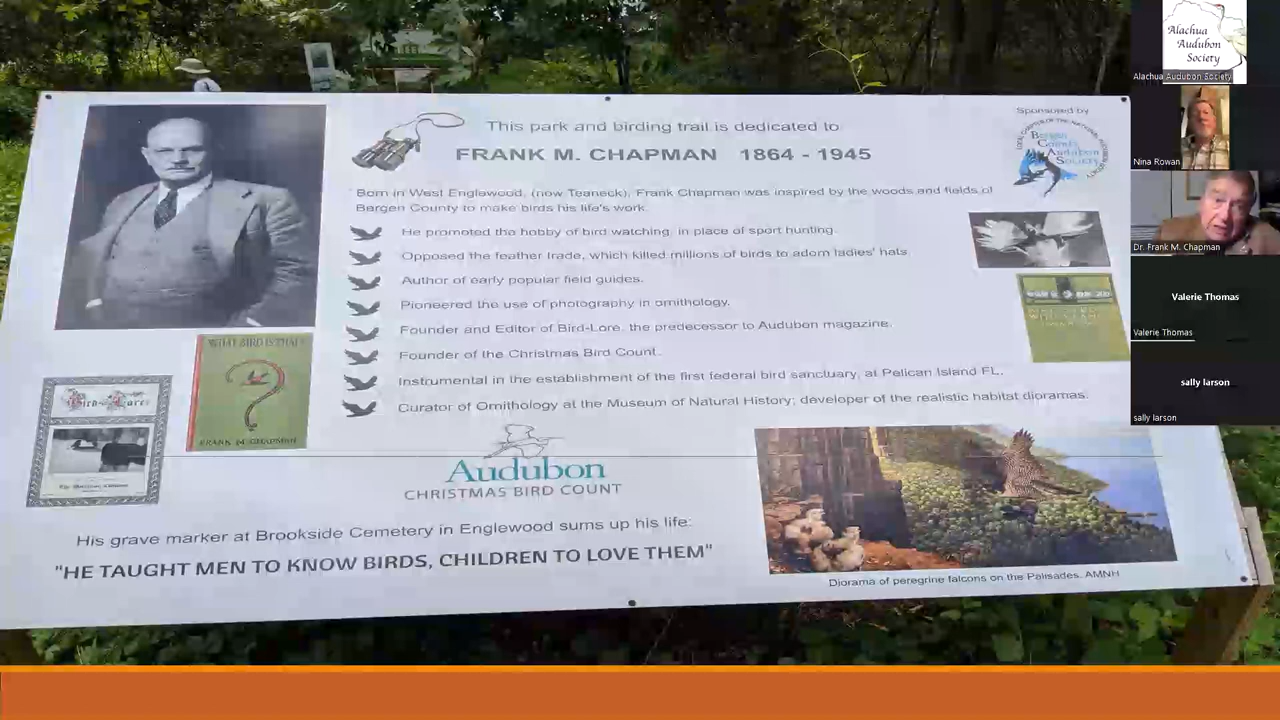 This park and birding trail is dedicated to
FRANK M. CHAPMAN 1864 - 1945
Sponsored by
Bergen
County
Audubon
Society
Born in West Englewood, (now Teaneck), Frank Chapman was inspired by the woods and fields of
Bergen County to make birds his life's work.
He promoted the hobby of bird watching, in place of sport hunting.
Opposed the feather trade, which killed millions of birds to adorn ladies' hats.
Author of early popular field guides.
Pioneered the use of photography in ornithology.
Founder and Editor of Bird-Lore, the predecessor to Audubon magazine.
Founder of the Christmas Bird Count.
Instrumental in the establishment of the first federal bird sanctuary, at Pelican Island FL.
Curator of Ornithology at the Museum of Natural History; developer of the realistic habitat dioramas.
WHAT BIRD IS THAT
FRANK M. CHAPMAN
Bird-Lore
Audubon
CHRISTMAS BIRD COUNT
His grave marker at Brookside Cemetery in Englewood sums up his life:
"HE TAUGHT MEN TO KNOW BIRDS, CHILDREN TO LOVE THEM"
Diorama of peregrine falcons on the Palisades, AMNH
Alachua
Audubon
Society
Alachua Audubon Society
Nina Rowan
Dr. Frank M. Chapman
Valerie Thomas
Valerie Thomas
sally larson
sally larson